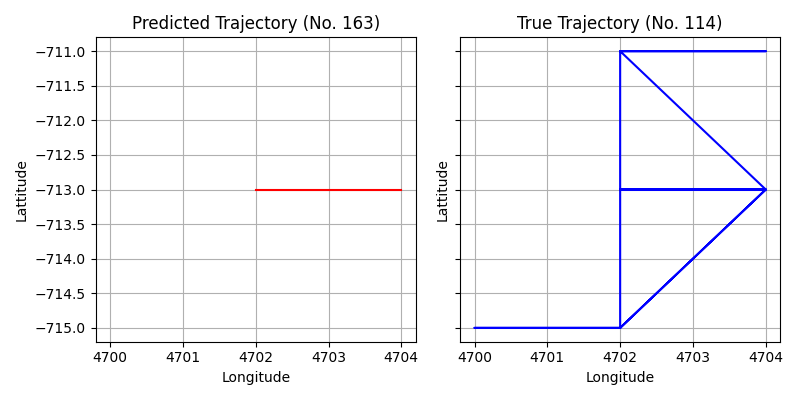 Predicted Trajectory (No. 163)
True Trajectory (No. 114)
Lattitude
−711.0
−711.5
−712.0
−712.5
−713.0
−713.5
−714.0
−714.5
−715.0
4700 4701 4702 4703 4704
Longitude
Lattitude
4700 4701 4702 4703 4704
Longitude